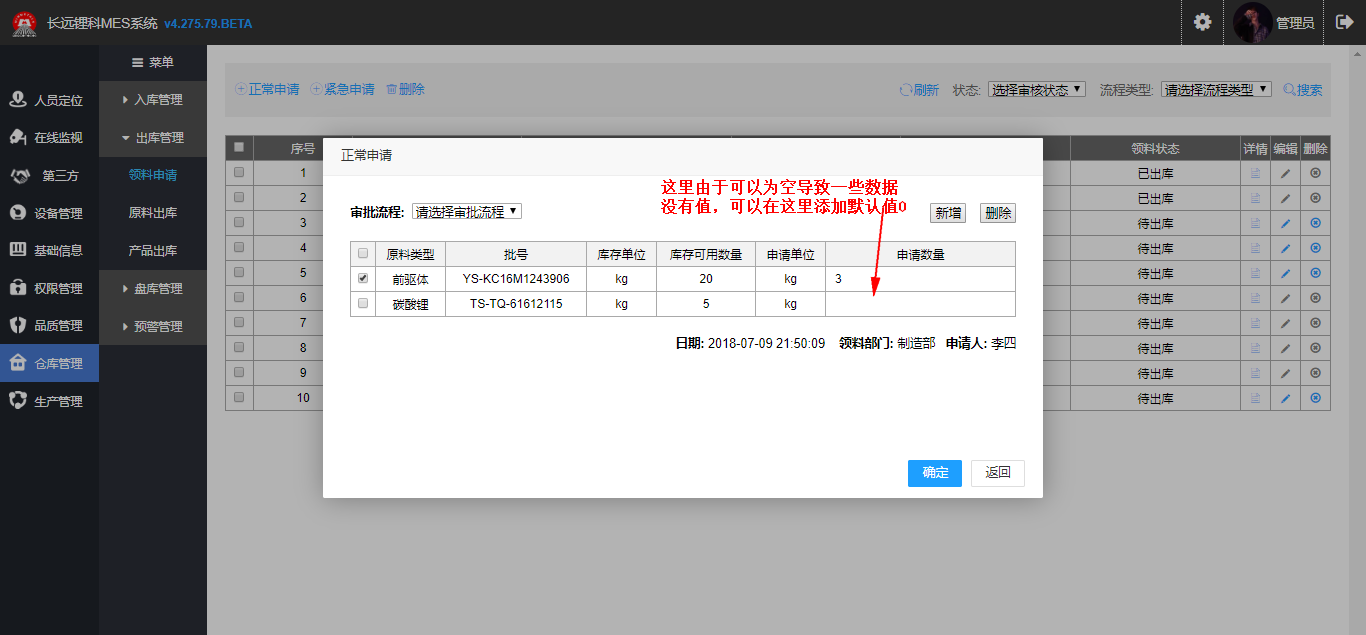 长远锂科MES系统 v4.275.79.BETA
管理员
菜单
人员定位
在线监视
第三方
设备管理
基础信息
权限管理
品质管理
仓库管理
生产管理
入库管理
出库管理
领料申请
原料出库
产品出库
盘库管理
预警管理
正常申请 紧急申请 删除
刷新 状态: 选择审核状态 流程类型: 请选择流程类型 搜索
序号 领料状态 详情 编辑 删除
1 已出库
2 已出库
3 待出库
4 待出库
5 待出库
6 待出库
7 待出库
8 待出库
9 待出库
10 待出库
正常申请
这里由于可以为空导致一些数据
没有值，可以在这里添加默认值0
审批流程: 请选择审批流程 新增 删除
原料类型 批号 库存单位 库存可用数量 申请单位 申请数量
前驱体 YS-KC16M1243906 kg 20 kg 3
碳酸锂 TS-TQ-61612115 kg 5 kg
日期: 2018-07-09 21:50:09 领料部门: 制造部 申请人: 李四
确定 返回